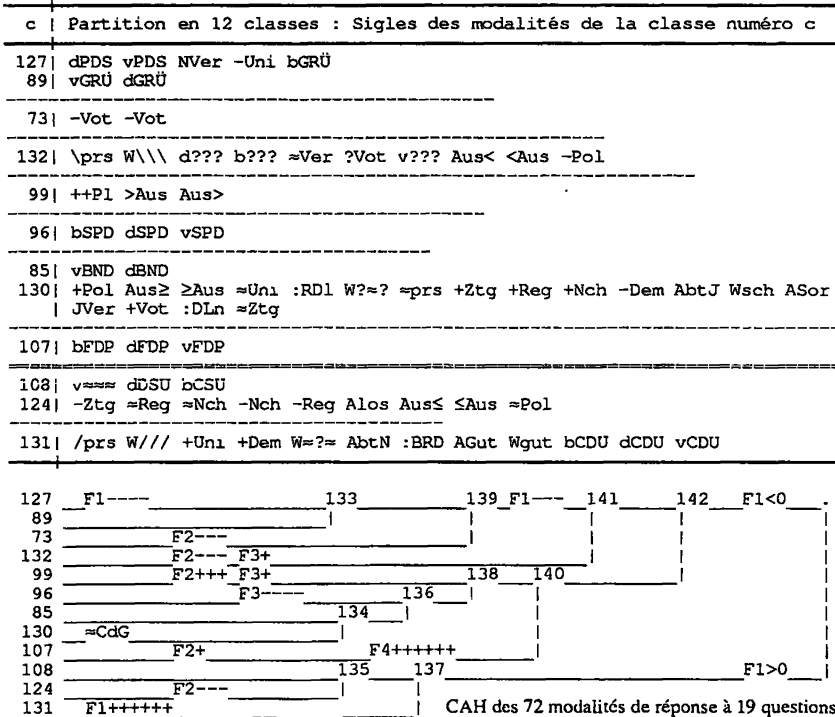 c | Partition en 12 classes : Sigles des modalités de la classe numéro c
127| dPDS vPDS NVer -Uni bGRÜ
89| vGRÜ dGRÜ
73| -Vot -Vot
132| \prs W\\\ d??? b??? ≈Ver ?Vot v??? Aus< <Aus -Pol
99| ++Pl >Aus Aus>
96| bSPD dSPD vSPD
85| vBND dBND
130| +Pol Aus≥ ≥Aus ≈Uni :RDl W?≈? ≈prs +Ztg +Reg +Nch -Dem AbtJ Wsch ASor
| JVer +Vot :DLn ≈Ztg
107| bFDP dFDP vFDP
108| v≈≈≈ dDSU bCSU
124| -Ztg ≈Reg ≈Nch -Nch -Reg Alos Aus≤ ≤Aus ≈Pol
131| /prs W/// +Uni +Dem W≈?≈ AbtN :BRD AGut Wgut bCDU dCDU vCDU
127 F1---- 133 139 F1--- 141 142 F1<0
89
73 F2---
132 F2--- F3+
99 F2+++ F3+ 138 140
96 F3---- 136
85 134
130 ≈CdG
107 F2+ F4++++++
108 135 137 F1>0
124 F2---
131 F1++++++ CAH des 72 modalités de réponse à 19 questions